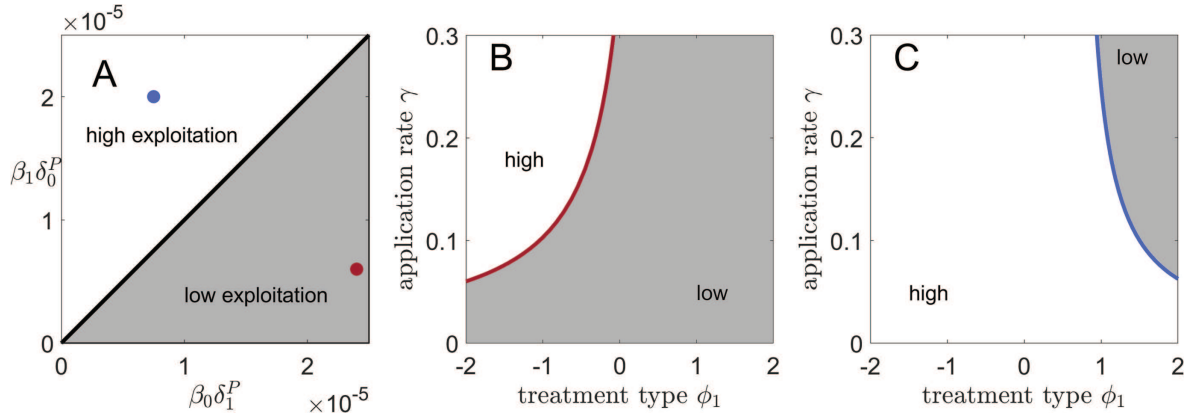 ×10⁻⁵
A
2
high exploitation
β₁δ₀ᴾ
1
low exploitation
0
0 1 2
β₀δ₁ᴾ ×10⁻⁵
B
0.3
high
0.2
application rate γ
0.1
low
0
-2 -1 0 1 2
treatment type ϕ₁
C
0.3
low
0.2
application rate γ
0.1
high
0
-2 -1 0 1 2
treatment type ϕ₁